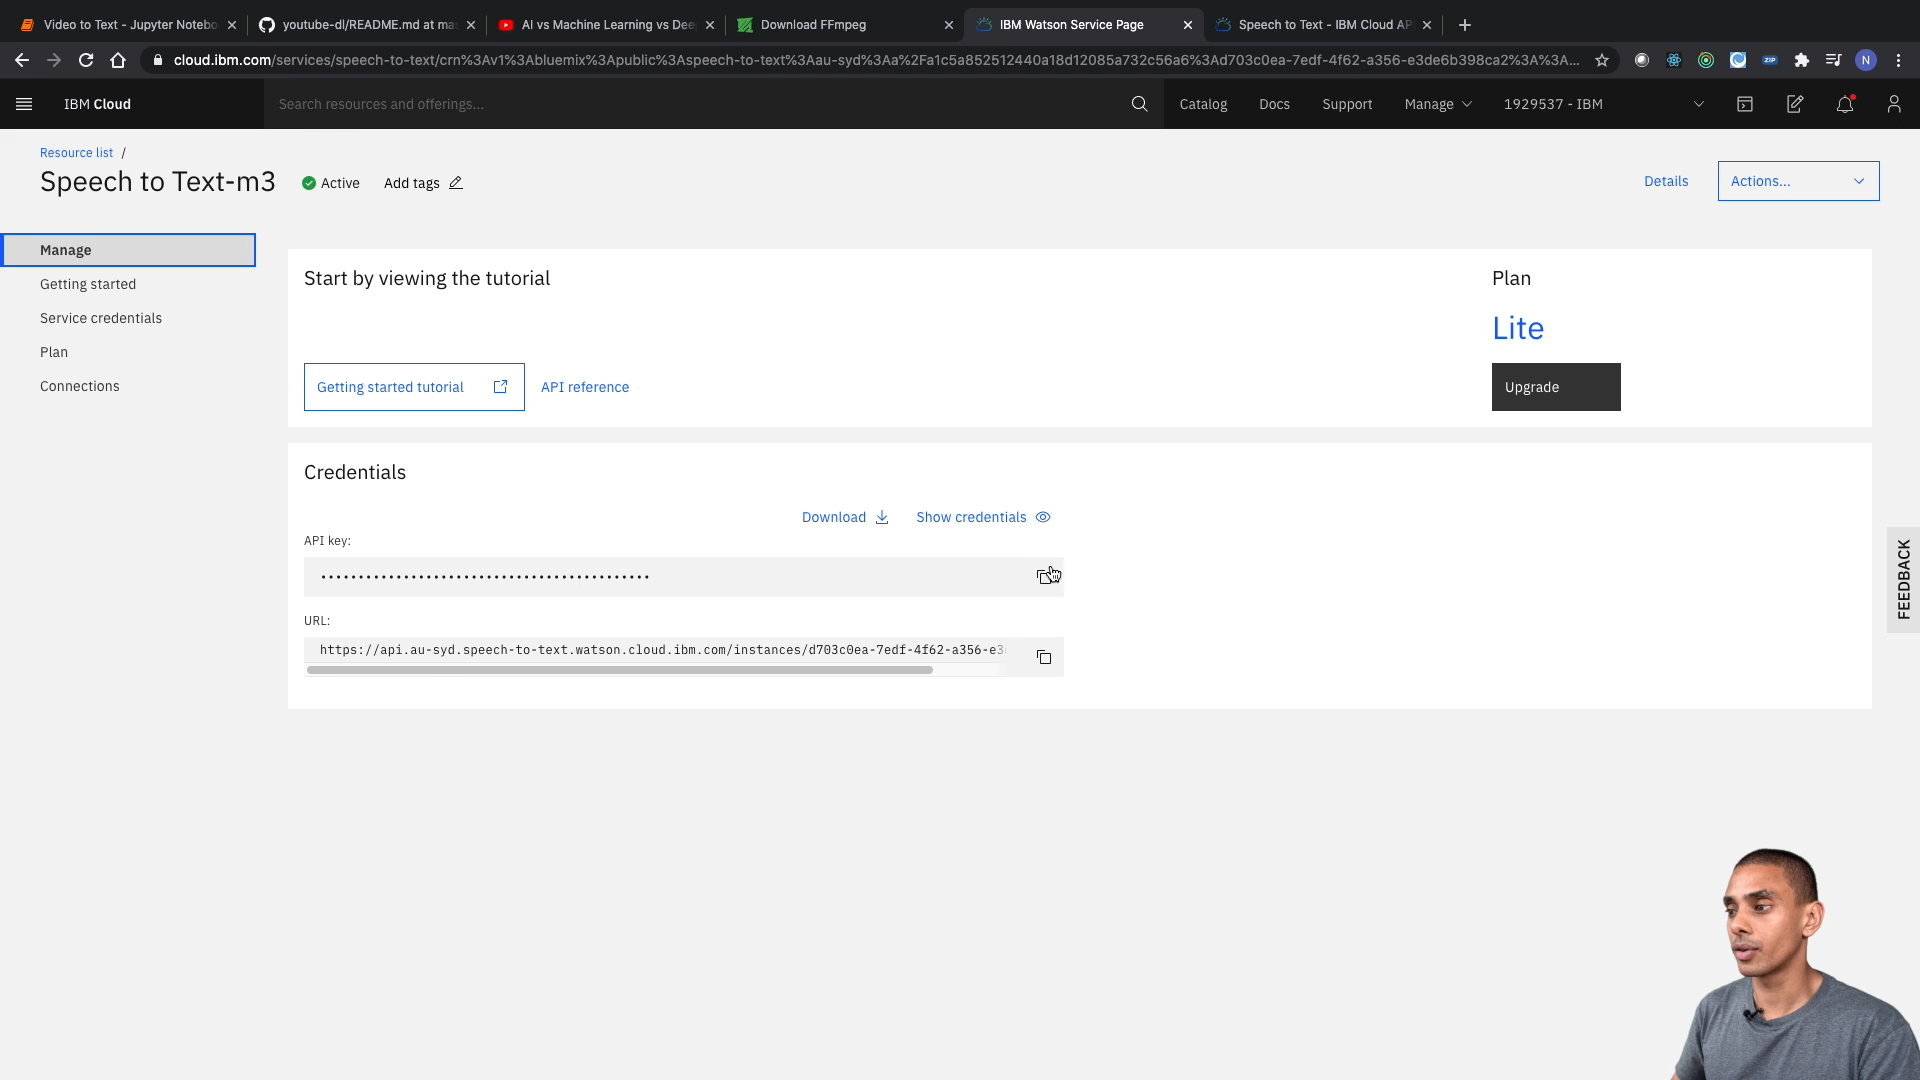 Video to Text - Jupyter Notebo
youtube-dl/README.md at ma
AI vs Machine Learning vs Dee
Download FFmpeg
IBM Watson Service Page
Speech to Text - IBM Cloud AP
cloud.ibm.com/services/speech-to-text/crn%3Av1%3Abluemix%3Apublic%3Aspeech-to-text%3Aau-syd%3Aa%2Fa1c5a852512440a18d12085a732c56a6%3Ad703c0ea-7edf-4f62-a356-e3de6b398ca2%3A%3A...
ZIP
N
IBM Cloud
Search resources and offerings...
Catalog
Docs
Support
Manage
1929537 - IBM
Resource list /
Speech to Text-m3
Active
Add tags
Details
Actions...
Manage
Getting started
Service credentials
Plan
Connections
Start by viewing the tutorial
Getting started tutorial
API reference
Plan
Lite
Upgrade
Credentials
Download
Show credentials
API key:
URL:
https://api.au-syd.speech-to-text.watson.cloud.ibm.com/instances/d703c0ea-7edf-4f62-a356-e3
FEEDBACK